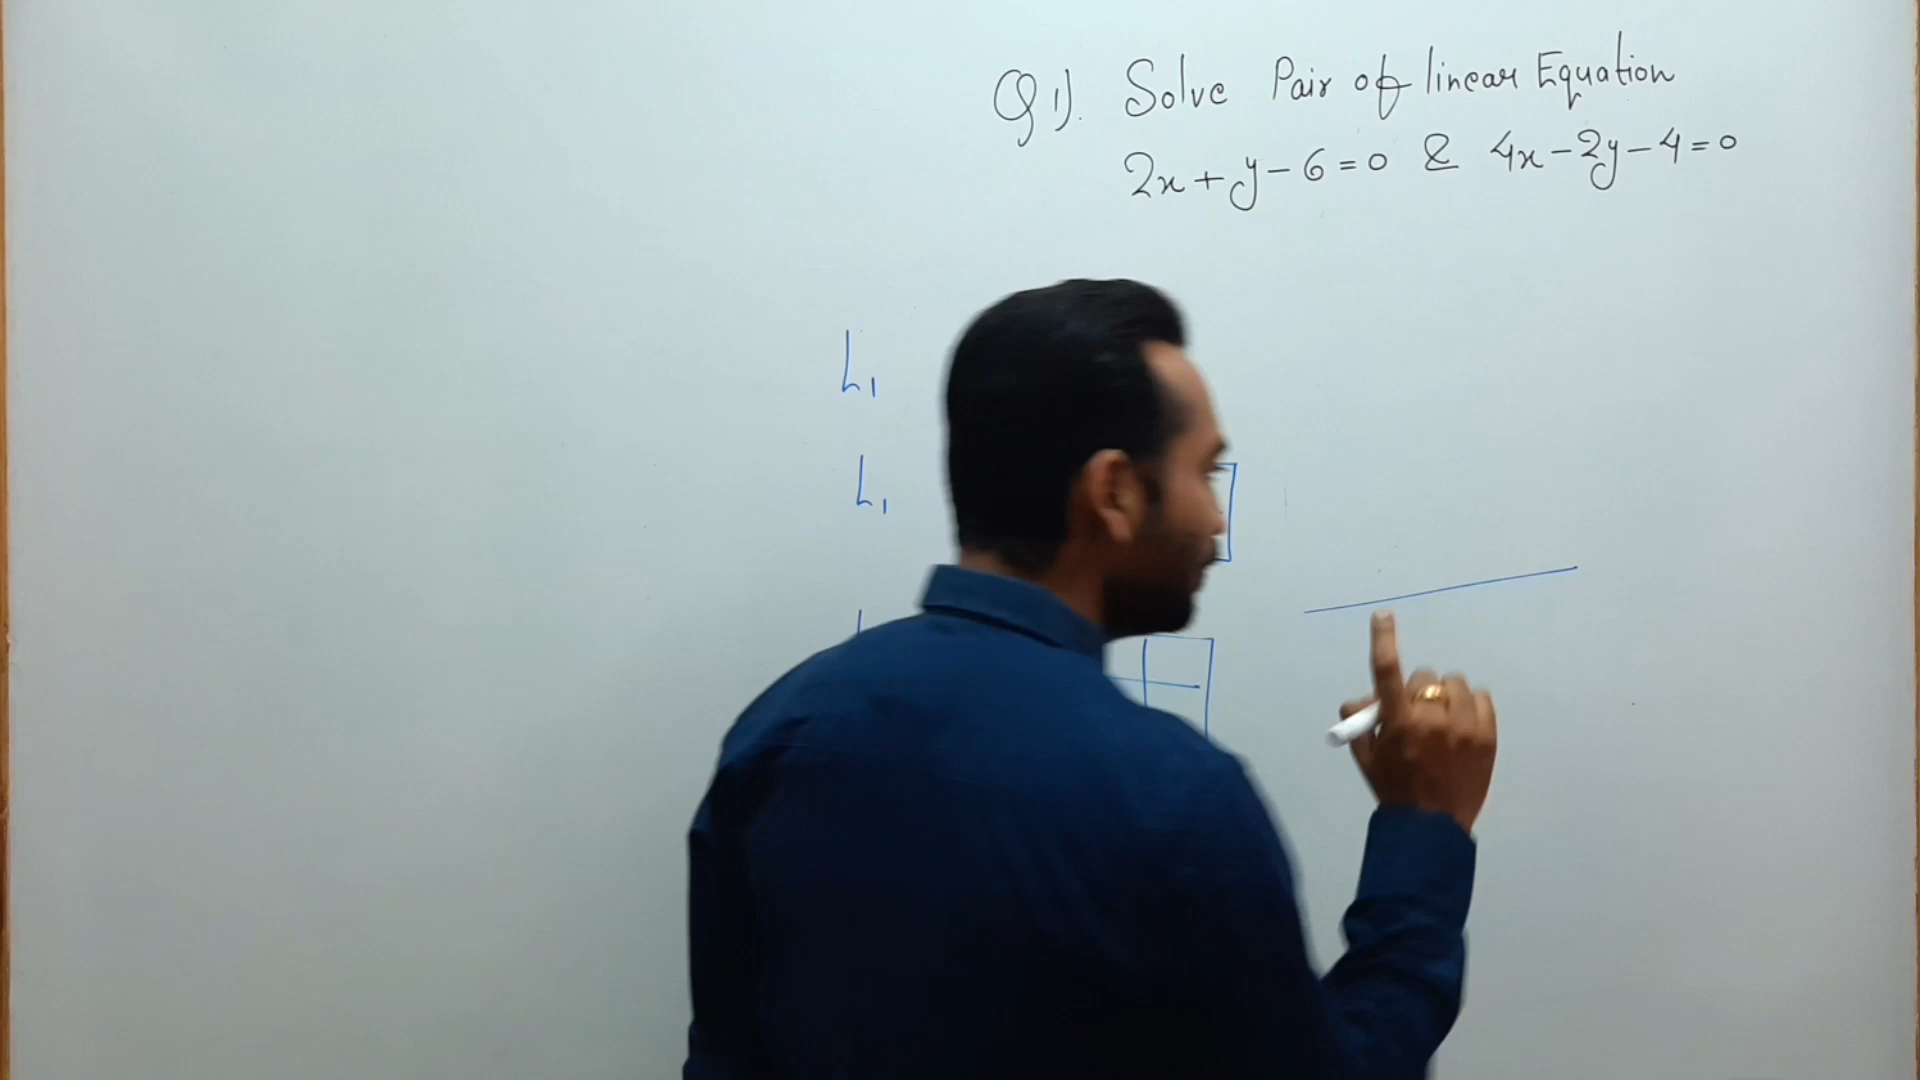 Q1). Solve Pair of linear Equation
2x + y - 6 = 0 & 4x - 2y - 4 = 0
L1
L1